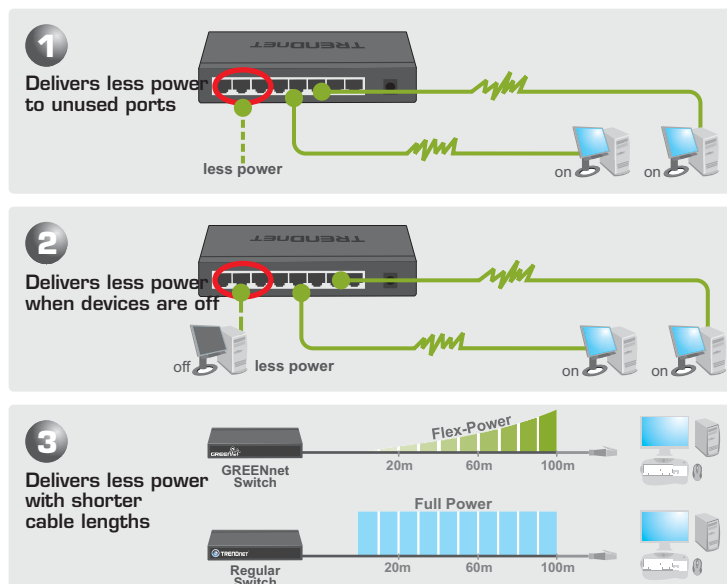 1
Delivers less power
to unused ports
TRENDnet
less power
on
on
2
Delivers less power
when devices are off
TRENDnet
off
less power
on
on
3
Delivers less power
with shorter
cable lengths
GREENnet
GREENnet
Switch
Flex-Power
20m
60m
100m
TRENDnet
Regular
Switch
Full Power
20m
60m
100m